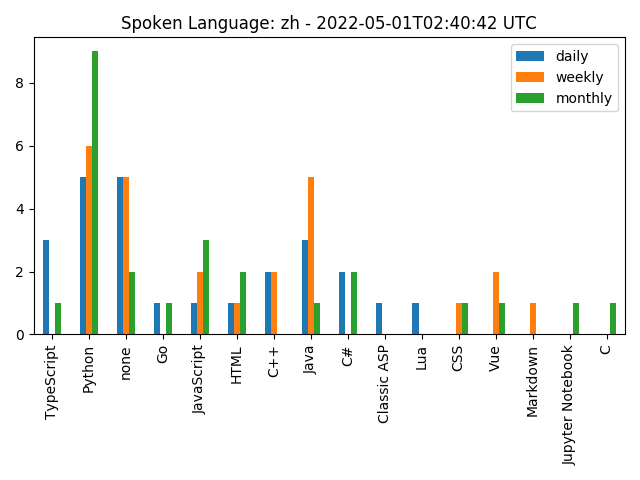 Spoken Language: zh - 2022-05-01T02:40:42 UTC
daily
weekly
monthly
8
6
4
2
0
TypeScript
Python
none
Go
JavaScript
HTML
C++
Java
C#
Classic ASP
Lua
CSS
Vue
Markdown
Jupyter Notebook
C